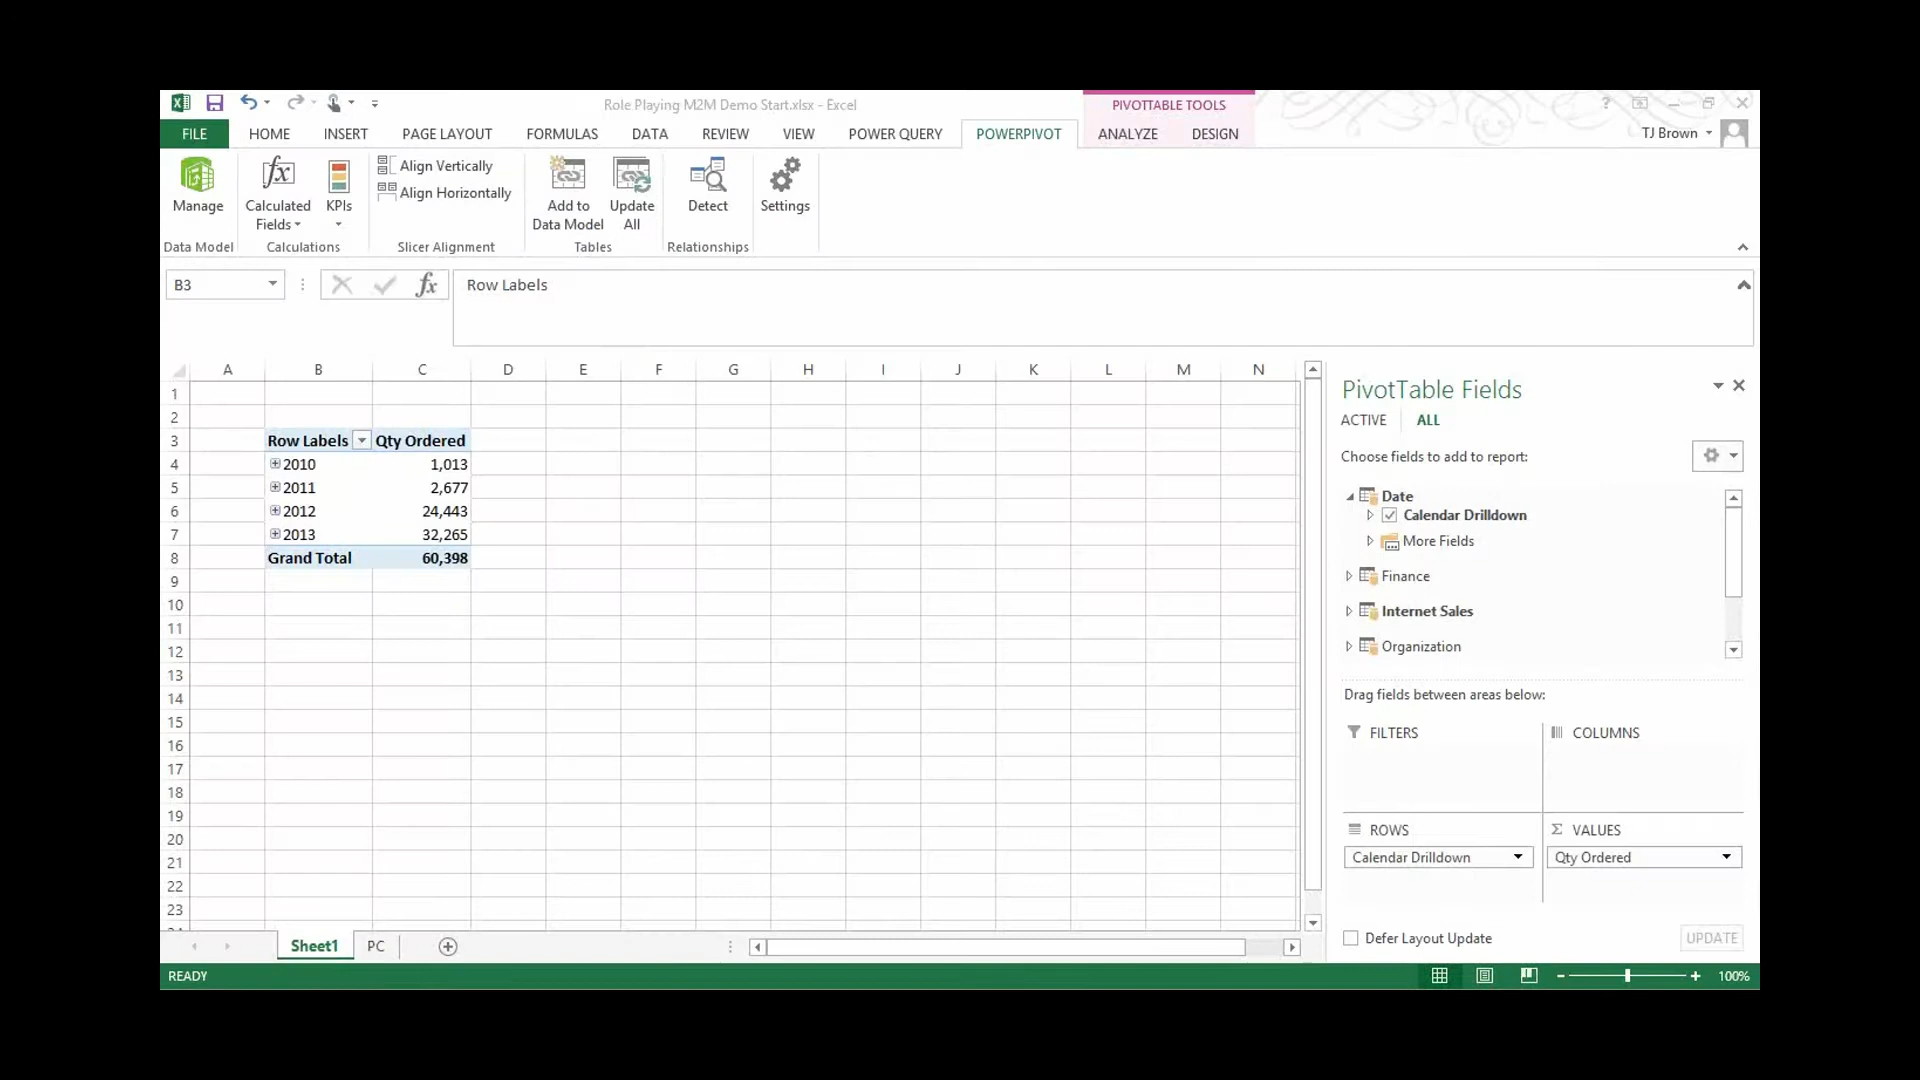 Role Playing M2M Demo Start.xlsx - Excel
PIVOTTABLE TOOLS
?
FILE HOME INSERT PAGE LAYOUT FORMULAS DATA REVIEW VIEW POWER QUERY POWERPIVOT ANALYZE DESIGN TJ Brown
Manage
Calculated
Fields
KPIs
Align Vertically
Align Horizontally
Add to
Data Model
Update
All
Detect
Settings
Data Model Calculations Slicer Alignment Tables Relationships
B3 fx Row Labels
A B C D E F G H I J K L M N
1
2
3 Row Labels Qty Ordered
4 2010 1,013
5 2011 2,677
6 2012 24,443
7 2013 32,265
8 Grand Total 60,398
9
10
11
12
13
14
15
16
17
18
19
20
21
22
23
PivotTable Fields
ACTIVE ALL
Choose fields to add to report:
Date
Calendar Drilldown
More Fields
Finance
Internet Sales
Organization
Drag fields between areas below:
FILTERS COLUMNS
ROWS Σ VALUES
Calendar Drilldown Qty Ordered
Defer Layout Update UPDATE
Sheet1 PC
READY 100%